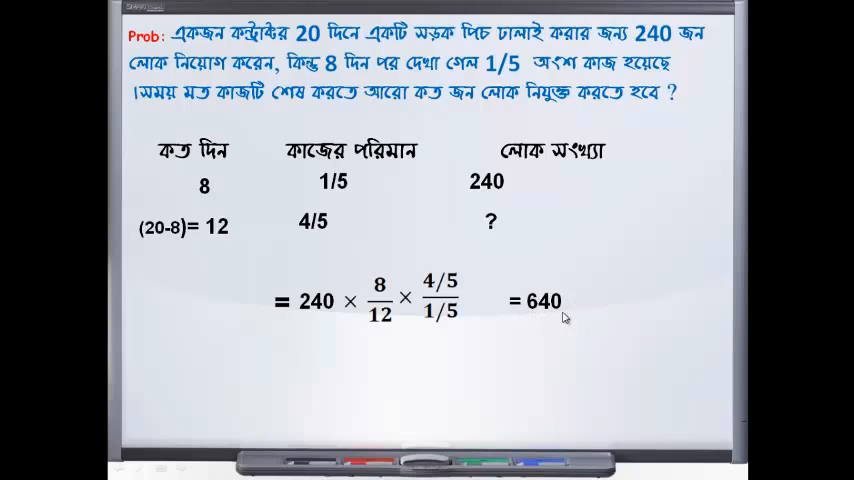 Prob: একজন কন্ট্রাক্টর 20 দিনে একটি সড়ক পিচ ঢালাই করার জন্য 240 জন
লোক নিয়োগ করেন, কিন্তু 8 দিন পর দেখা গেল 1/5 অংশ কাজ হয়েছে
।সময় মত কাজটি শেষ করতে আরো কত জন লোক নিযুক্ত করতে হবে ?
কত দিন কাজের পরিমান লোক সংখ্যা
8 1/5 240
(20-8)= 12 4/5 ?
= 240 × 8/12 × (4/5)/(1/5) = 640